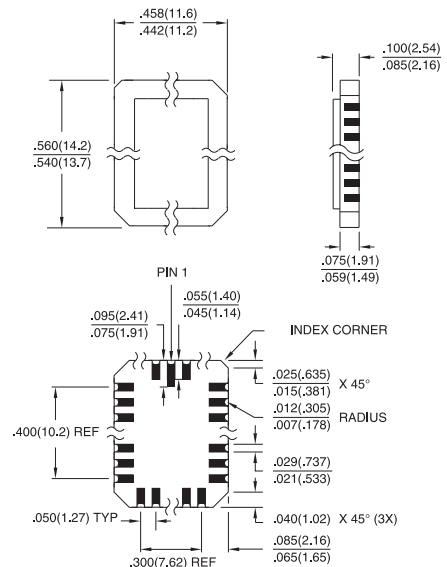 .458(11.6)
.442(11.2)
.100(2.54)
.085(2.16)
.560(14.2)
.540(13.7)
.075(1.91)
.059(1.49)
PIN 1
.055(1.40)
.045(1.14)
.095(2.41)
.075(1.91)
INDEX CORNER
.025(.635)
.015(.381)
X 45°
.012(.305)
.007(.178)
RADIUS
.400(10.2) REF
.029(.737)
.021(.533)
.050(1.27) TYP
.040(1.02) X 45° (3X)
.085(2.16)
.065(1.65)
.300(7.62) REF